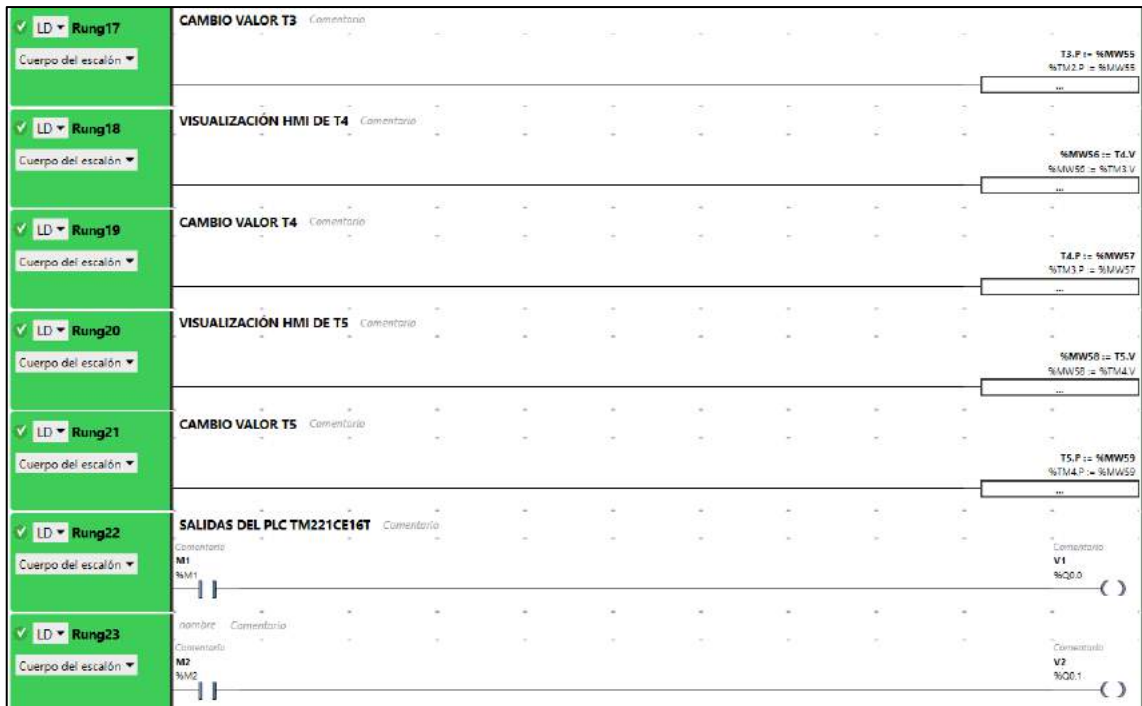 LD Rung17
Cuerpo del escalón
CAMBIO VALOR T3 Comentario
T3.P := %MW55
%TM2.P := %MW55
...
LD Rung18
Cuerpo del escalón
VISUALIZACIÓN HMI DE T4 Comentario
%MW56 := T4.V
%MW56 := %TM3.V
...
LD Rung19
Cuerpo del escalón
CAMBIO VALOR T4 Comentario
T4.P := %MW57
%TM3.P := %MW57
...
LD Rung20
Cuerpo del escalón
VISUALIZACIÓN HMI DE T5 Comentario
%MW58 := T5.V
%MW58 := %TM4.V
...
LD Rung21
Cuerpo del escalón
CAMBIO VALOR T5 Comentario
T5.P := %MW59
%TM4.P := %MW59
...
LD Rung22
Cuerpo del escalón
SALIDAS DEL PLC TM221CE16T Comentario
Comentario
M1
%M1
Comentario
V1
%Q0.0
LD Rung23
Cuerpo del escalón
nombre Comentario
Comentario
M2
%M2
Comentario
V2
%Q0.1